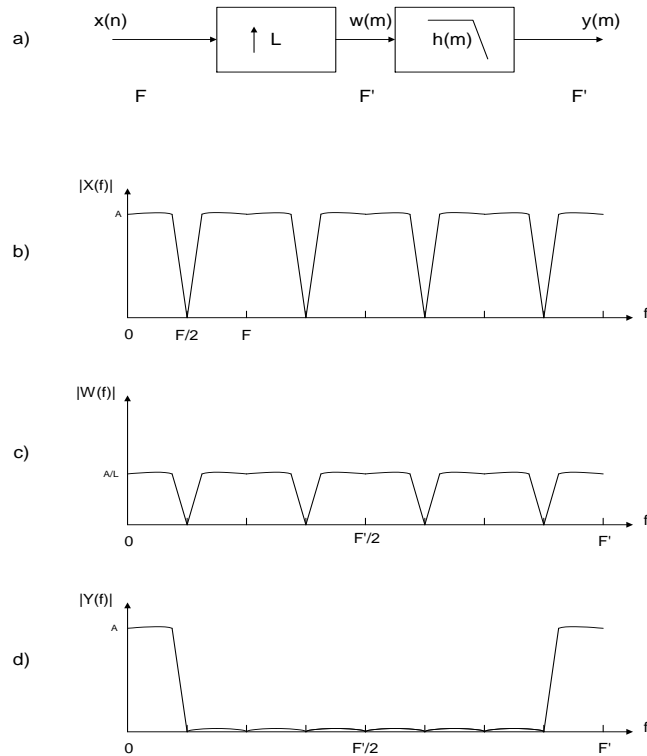 a)
x(n) w(m) y(m)
L h(m)
F F' F'
b)
|X(f)|
A
0 F/2 F f
c)
|W(f)|
A/L
0 F'/2 F' f
d)
|Y(f)|
A
0 F'/2 F' f